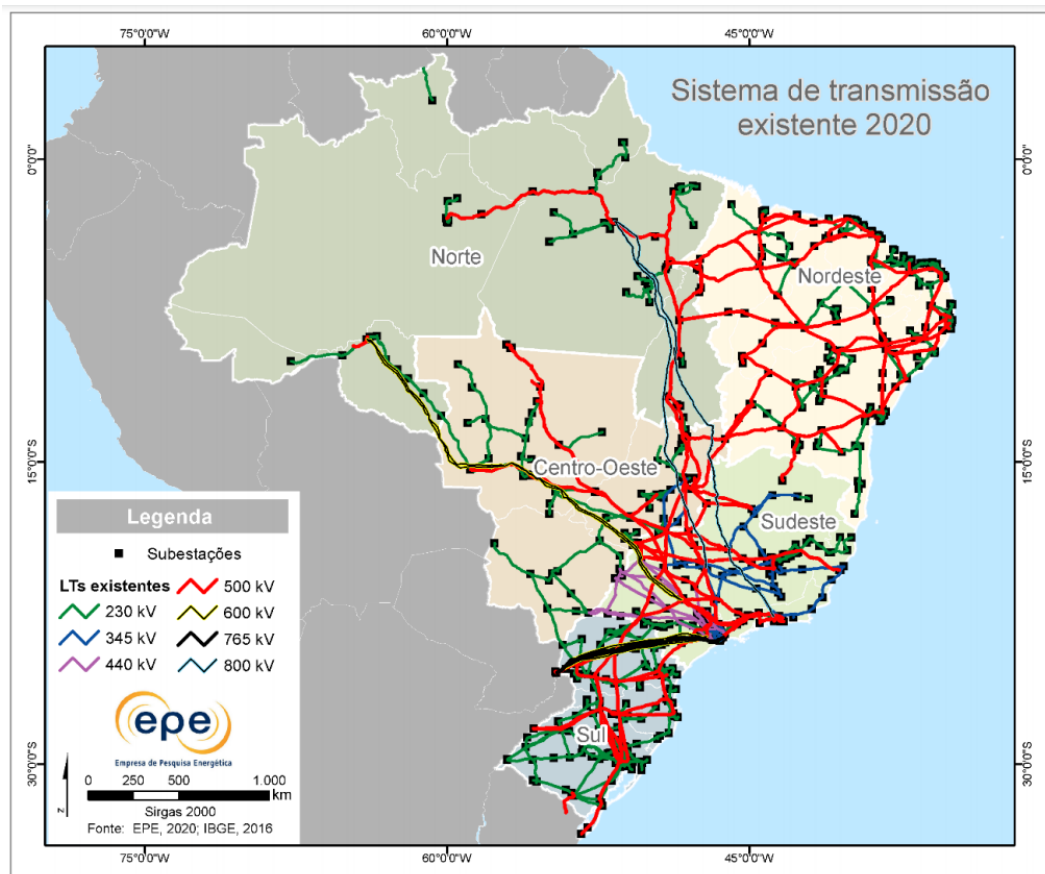 75°0'0"W
60°0'0"W
45°0'0"W
Sistema de transmissão
existente 2020
0°0'0"
0°0'0"
Norte
Nordeste
15°0'0"S
15°0'0"S
Centro-Oeste
Sudeste
Sul
30°0'0"S
30°0'0"S
Legenda
Subestações
LTs existentes
500 kV
230 kV
600 kV
345 kV
765 kV
440 kV
800 kV
epe
Empresa de Pesquisa Energética
0 250 500 1.000
km
z
Sirgas 2000
Fonte: EPE, 2020; IBGE, 2016
75°0'0"W
60°0'0"W
45°0'0"W